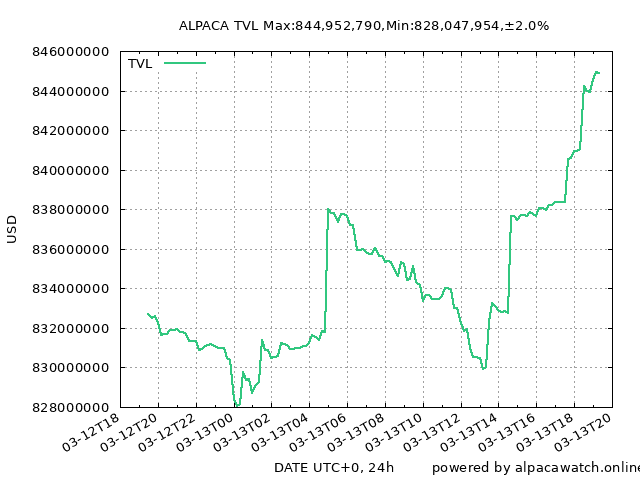 ALPACA TVL Max:844,952,790,Min:828,047,954,±2.0%
846000000
TVL
844000000
842000000
840000000
838000000
USD
836000000
834000000
832000000
830000000
828000000
03-12T18
03-12T20
03-12T22
03-13T00
03-13T02
03-13T04
03-13T06
03-13T08
03-13T10
03-13T12
03-13T14
03-13T16
03-13T18
03-13T20
DATE UTC+0, 24h
powered by alpacawatch.online